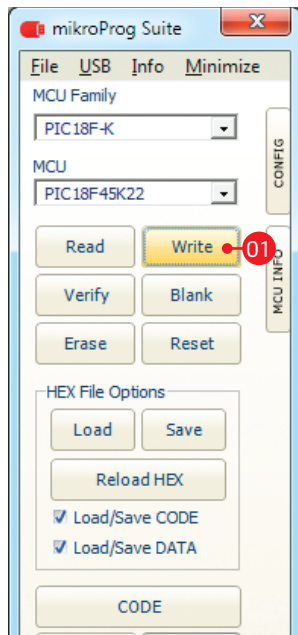 mikroProg Suite
File USB Info Minimize
MCU Family
PIC18F-K
CONFIG
MCU
PIC18F45K22
Read Write 01
MCU INFO
Verify Blank
Erase Reset
HEX File Options
Load Save
Reload HEX
Load/Save CODE
Load/Save DATA
CODE